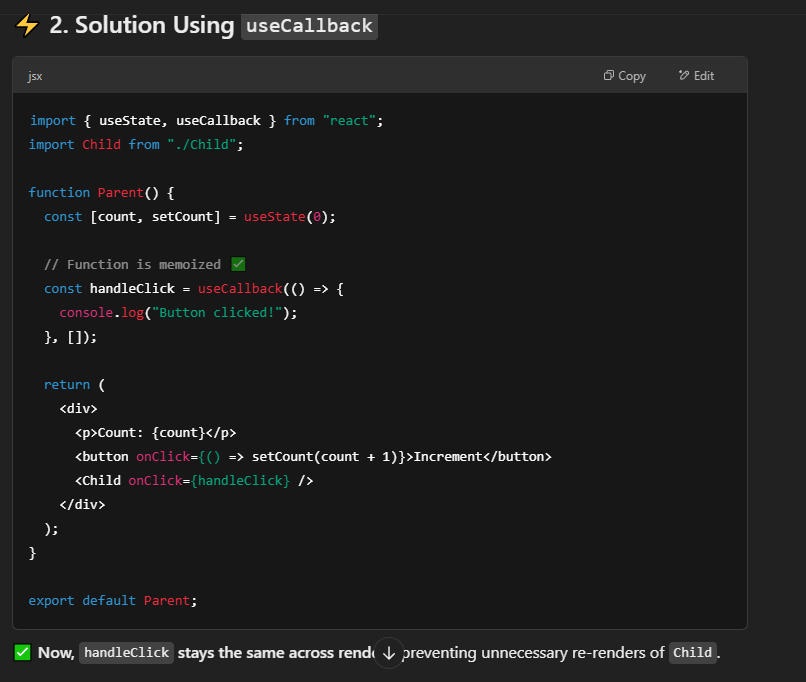 ⚡ 2. Solution Using useCallback
jsx Copy Edit
import { useState, useCallback } from "react";
import Child from "./Child";
function Parent() {
const [count, setCount] = useState(0);
// Function is memoized ✅
const handleClick = useCallback(() => {
console.log("Button clicked!");
}, []);
return (
<div>
<p>Count: {count}</p>
<button onClick={() => setCount(count + 1)}>Increment</button>
<Child onClick={handleClick} />
</div>
);
}
export default Parent;
✅ Now, handleClick stays the same across preventing unnecessary re-renders of Child.